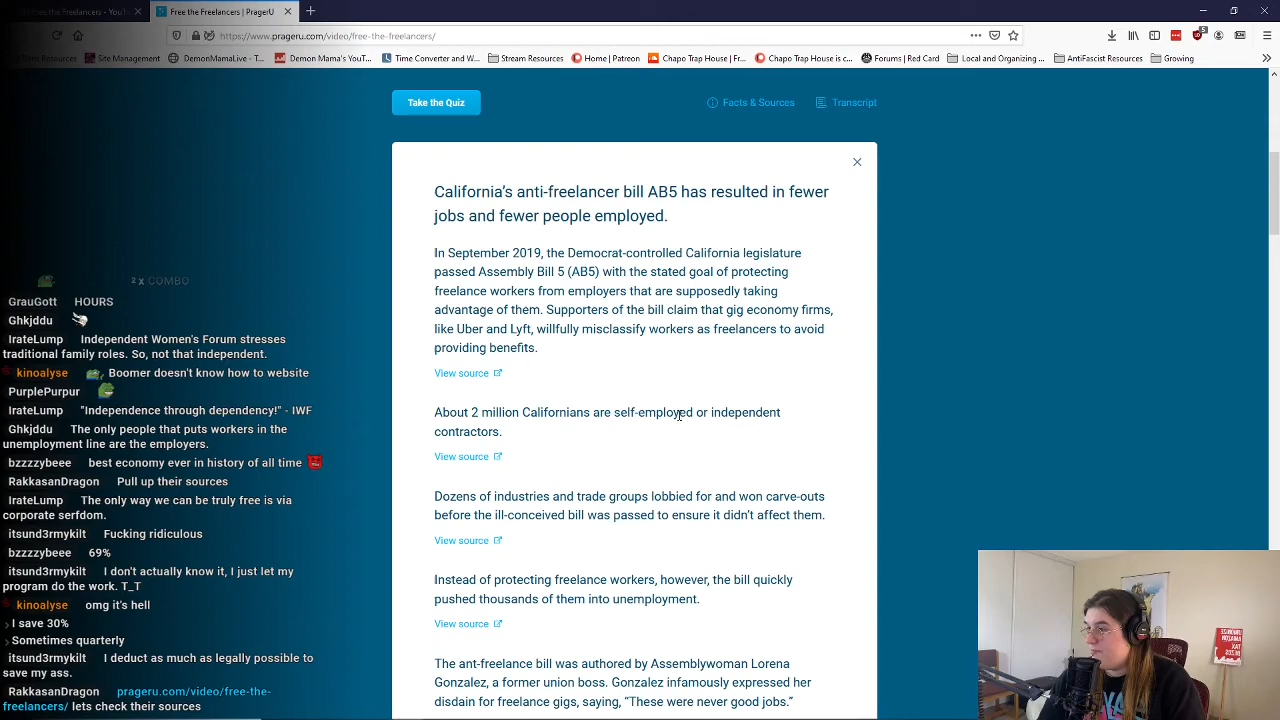 Free the Freelancers | PragerU
https://www.prageru.com/video/free-the-freelancers/
Site Management
DemonMamaLive - T...
Demon Mama's Str...
Time Converter and W...
Stream Resources
Home | Patreon
Chapo Trap House | Fr...
Chapo Trap House is c...
Forums | Red Card
Local and Organizing ...
AntiFascist Resources
Growing
Take the Quiz
Facts & Sources
Transcript
California's anti-freelancer bill AB5 has resulted in fewer
jobs and fewer people employed.
In September 2019, the Democrat-controlled California legislature
passed Assembly Bill 5 (AB5) with the stated goal of protecting
freelance workers from employers that are supposedly taking
advantage of them. Supporters of the bill claim that gig economy firms,
like Uber and Lyft, willfully misclassify workers as freelancers to avoid
providing benefits.
View source
About 2 million Californians are self-employed or independent
contractors.
View source
Dozens of industries and trade groups lobbied for and won carve-outs
before the ill-conceived bill was passed to ensure it didn't affect them.
View source
Instead of protecting freelance workers, however, the bill quickly
pushed thousands of them into unemployment.
View source
The ant-freelance bill was authored by Assemblywoman Lorena
Gonzalez, a former union boss. Gonzalez infamously expressed her
disdain for freelance gigs, saying, "These were never good jobs."
2 x COMBO
GrauGott HOURS
Ghkjddu
IrateLump Independent Women's Forum stresses
traditional family roles. So, not that independent.
kinoalyse Boomer doesn't know how to website
PurplePurpur
IrateLump "Independence through dependency!" - IWF
Ghkjddu The only people that puts workers in the
unemployment line are the employers.
bzzzzybeee best economy ever in history of all time
RakkasanDragon Pull up their sources
IrateLump The only way we can be truly free is via
corporate serfdom.
itsund3rmykilt Fucking ridiculous
bzzzzybeee 69%
itsund3rmykilt I don't actually know it, I just let my
program do the work. T_T
kinoalyse omg it's hell
> I save 30%
> Sometimes quarterly
itsund3rmykilt I deduct as much as legally possible to
save my ass.
RakkasanDragon prageru.com/video/free-the-
freelancers/ lets check their sources